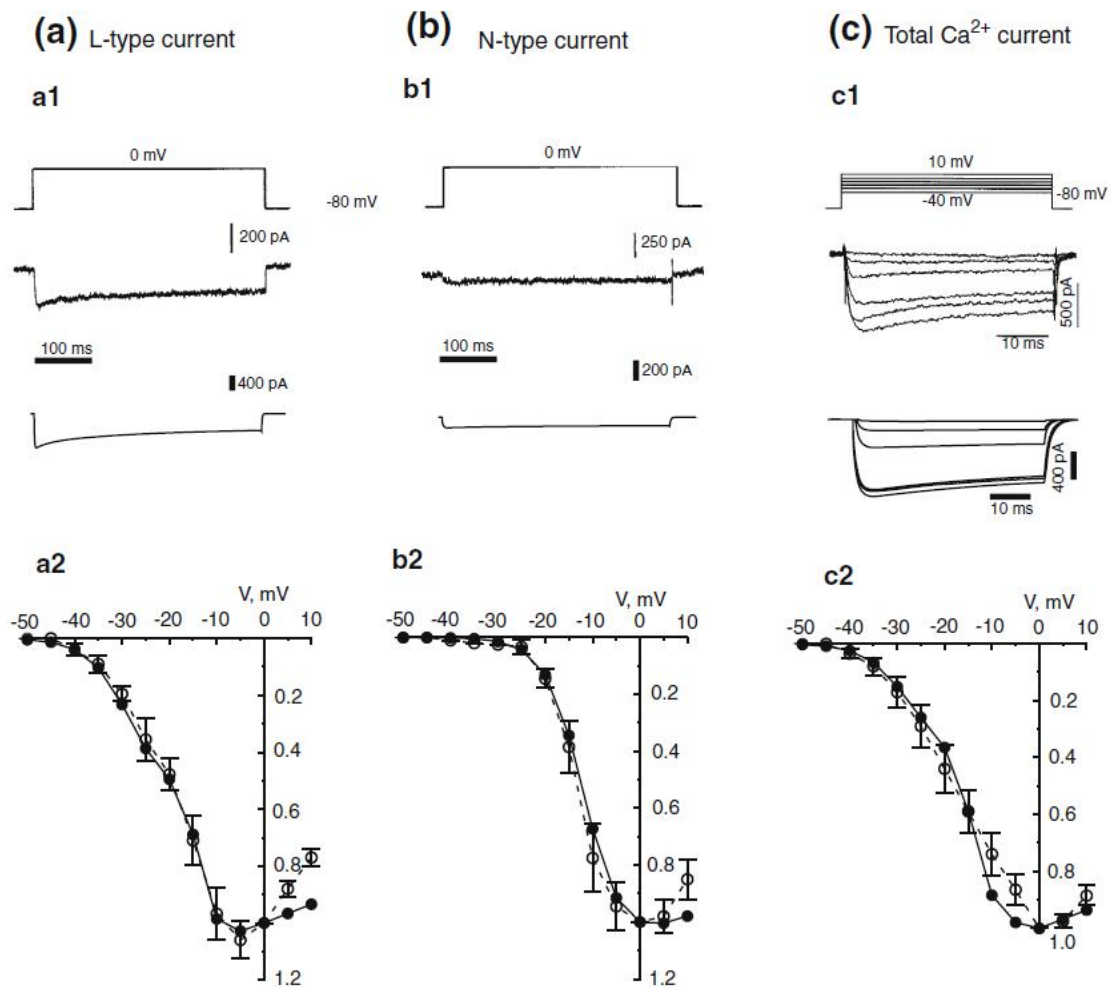 (a) L-type current
a1
0 mV
-80 mV
200 pA
100 ms
400 pA
a2
V, mV
-50 -40 -30 -20 -10 0 10
0.2
0.4
0.6
0.8
1.2
(b) N-type current
b1
0 mV
250 pA
100 ms
200 pA
b2
V, mV
-50 -40 -30 -20 -10 0 10
0.2
0.4
0.6
0.8
1.2
(c) Total Ca²⁺ current
c1
10 mV
-40 mV
-80 mV
500 pA
10 ms
400 pA
10 ms
c2
V, mV
-50 -40 -30 -20 -10 0 10
0.2
0.4
0.6
0.8
1.0